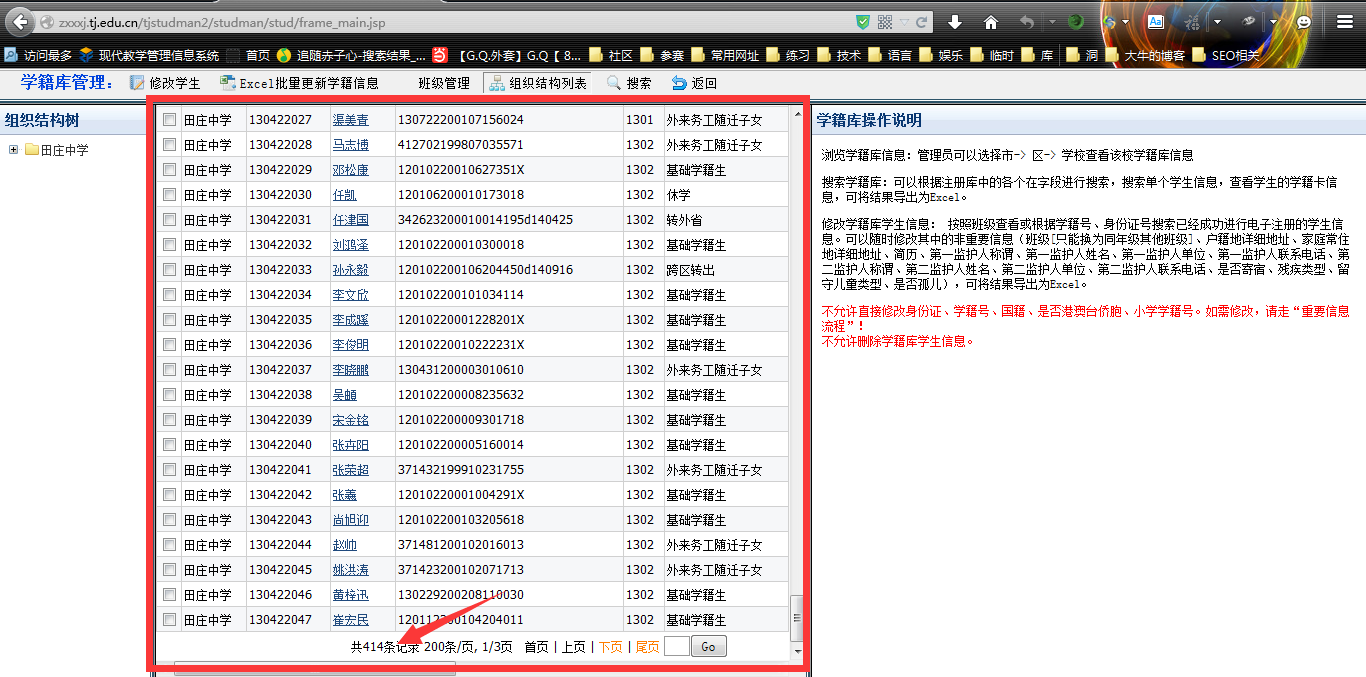 zxxxj.tj.edu.cn/tjstudman2/studman/stud/frame_main.jsp
访问最多 现代教学管理信息系统 首页 追随赤子心-搜索结果_... 【G.Q.外套】G.Q【 8... 社区 参赛 常用网址 练习 技术 语言 娱乐 临时 库 洞 大牛的博客 SEO相关
学籍库管理： 修改学生 Excel批量更新学籍信息 班级管理 组织结构列表 搜索 返回
组织结构树
田庄中学
田庄中学 130422027 渠美青 130722200107156024 1301 外来务工随迁子女
田庄中学 130422028 马志博 412702199807035571 1302 外来务工随迁子女
田庄中学 130422029 邓松康 12010220010627351X 1302 基础学籍生
田庄中学 130422030 任凯 120106200010173018 1302 休学
田庄中学 130422031 任津国 342623200010014195d140425 1302 转外省
田庄中学 130422032 刘鸿泽 120102200010300018 1302 基础学籍生
田庄中学 130422033 孙永毅 120102200106204450d140916 1302 跨区转出
田庄中学 130422034 李文欣 120102200101034114 1302 基础学籍生
田庄中学 130422035 李成蹊 12010220001228201X 1302 基础学籍生
田庄中学 130422036 李俊明 12010220010222231X 1302 基础学籍生
田庄中学 130422037 李晓鹏 130431200003010610 1302 外来务工随迁子女
田庄中学 130422038 吴 120102200008235632 1302 基础学籍生
田庄中学 130422039 宋金铭 120102200009301718 1302 基础学籍生
田庄中学 130422040 张卉阳 120102200005160014 1302 基础学籍生
田庄中学 130422041 张荣超 371432199910231755 1302 外来务工随迁子女
田庄中学 130422042 张羲 12010220001004291X 1302 基础学籍生
田庄中学 130422043 尚旭迎 120102200103205618 1302 基础学籍生
田庄中学 130422044 赵帅 371481200102016013 1302 外来务工随迁子女
田庄中学 130422045 姚洪涛 371423200102071713 1302 外来务工随迁子女
田庄中学 130422046 黄梓迅 130229200208110030 1302 基础学籍生
田庄中学 130422047 崔宏民 120112200104204011 1302 基础学籍生
共414条记录 200条/页, 1/3页 首页 | 上页 | 下页 | 尾页 Go
学籍库操作说明
浏览学籍库信息：管理员可以选择市-> 区-> 学校查看该校学籍库信息
搜索学籍库：可以根据注册库中的各个在字段进行搜索，搜索单个学生信息，查看学生的学籍卡信
息，可将结果导出为Excel。
修改学籍库学生信息： 按照班级查看或根据学籍号、身份证号搜索已经成功进行电子注册的学生信
息。可以随时修改其中的非重要信息（班级[只能换为同年级其他班级]、户籍地详细地址、家庭常住
地详细地址、简历、第一监护人称谓、第一监护人姓名、第一监护人单位、第一监护人联系电话、第
二监护人称谓、第二监护人姓名、第二监护人单位、第二监护人联系电话、是否寄宿、残疾类型、留
守儿童类型、是否孤儿），可将结果导出为Excel。
不允许直接修改身份证、学籍号、国籍、是否港澳台侨胞、小学学籍号。如需修改，请走“重要信息
流程”！
不允许删除学籍库学生信息。